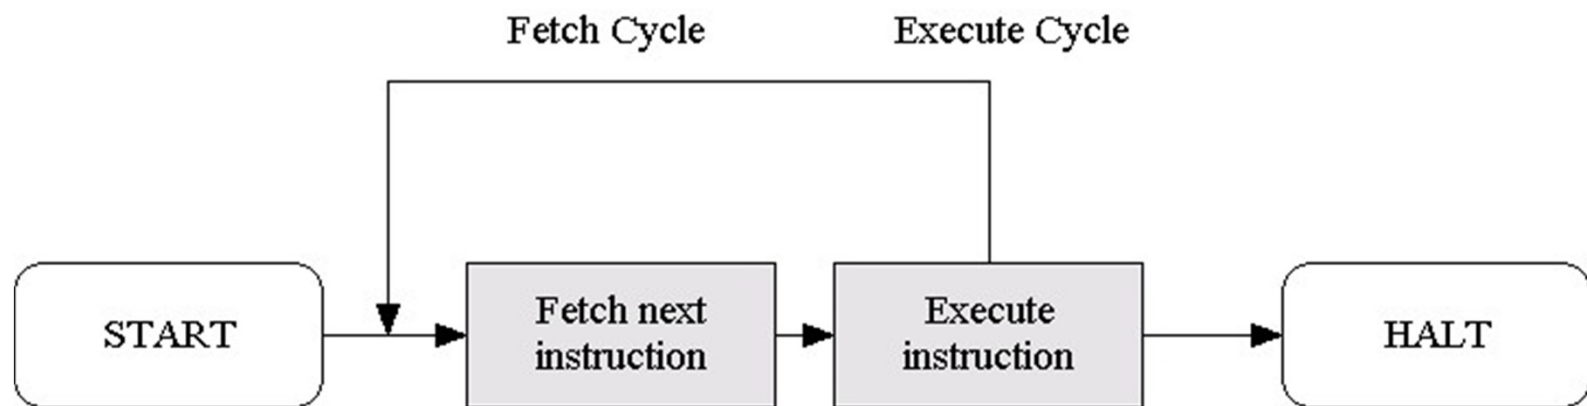 Fetch Cycle
Execute Cycle
START
Fetch next
instruction
Execute
instruction
HALT